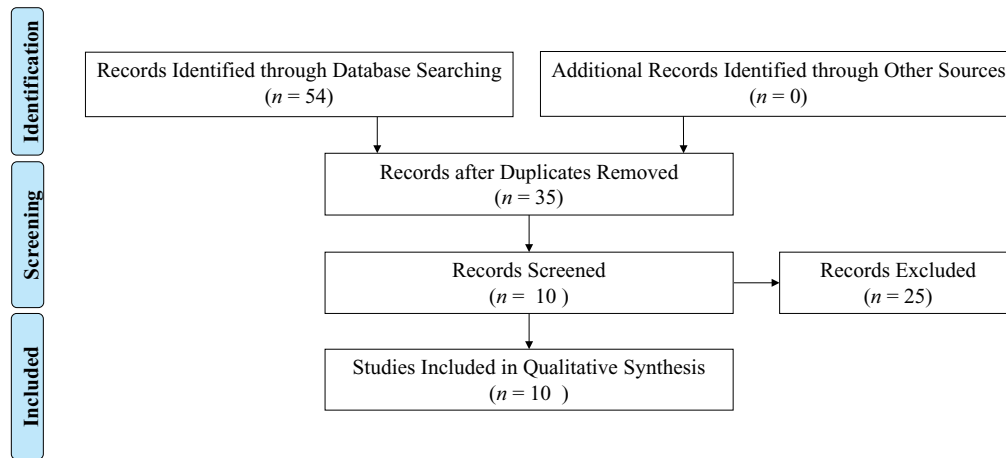 Identification
Records Identified through Database Searching
(n = 54)
Additional Records Identified through Other Sources
(n = 0)
Screening
Records after Duplicates Removed
(n = 35)
Records Screened
(n = 10 )
Records Excluded
(n = 25)
Included
Studies Included in Qualitative Synthesis
(n = 10 )